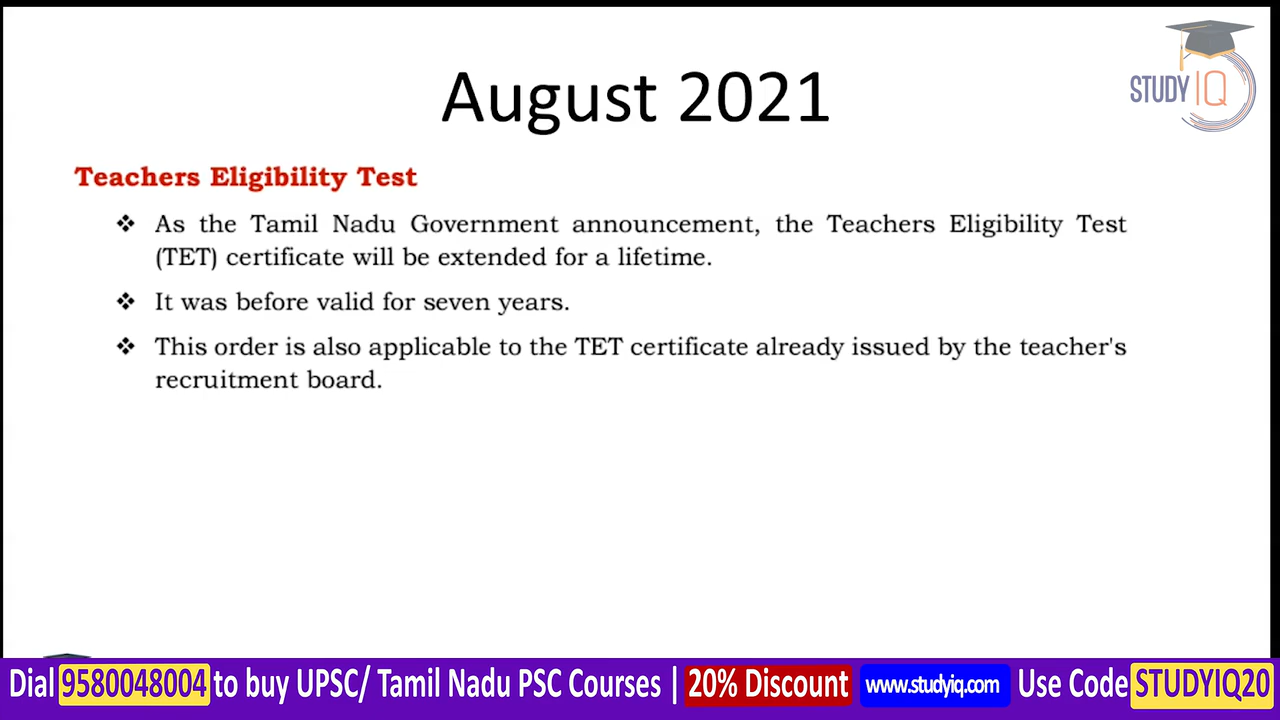 STUDY IQ
August 2021
Teachers Eligibility Test
❖ As the Tamil Nadu Government announcement, the Teachers Eligibility Test
(TET) certificate will be extended for a lifetime.
❖ It was before valid for seven years.
❖ This order is also applicable to the TET certificate already issued by the teacher's
recruitment board.
Dial 9580048004 to buy UPSC/ Tamil Nadu PSC Courses | 20% Discount www.studyiq.com Use Code STUDYIQ20